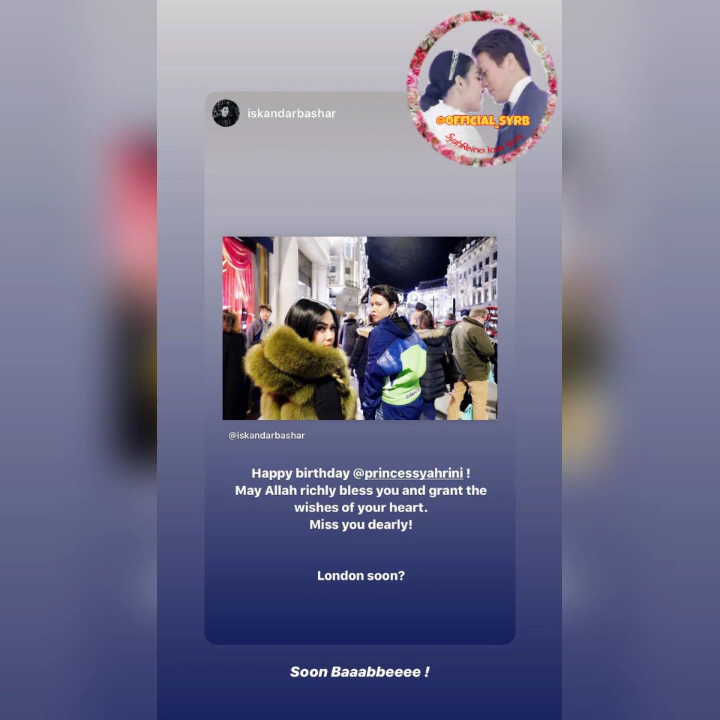 iskandarbashar
@OFFICIAL_SYRB
@iskandarbashar
Happy birthday @princessyahrini !
May Allah richly bless you and grant the
wishes of your heart.
Miss you dearly!
London soon?
Soon Baaabbeeee !